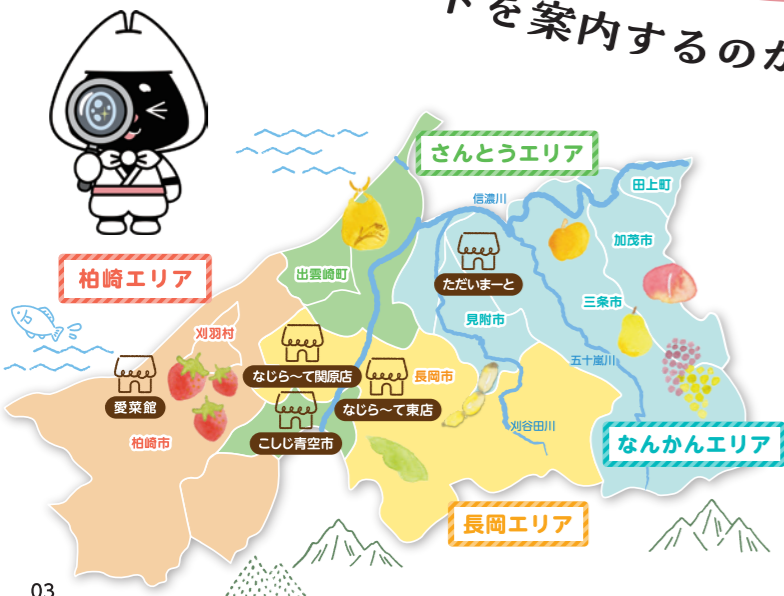 トを案内するのか
さんとうエリア
田上町
信濃川
加茂市
柏崎エリア
出雲崎町
ただいまーと
三条市
見附市
刈羽村
五十嵐川
なじら～て関原店
長岡市
愛菜館
なじら～て東店
刈谷田川
柏崎市
こしじ青空市
なんかんエリア
長岡エリア
03